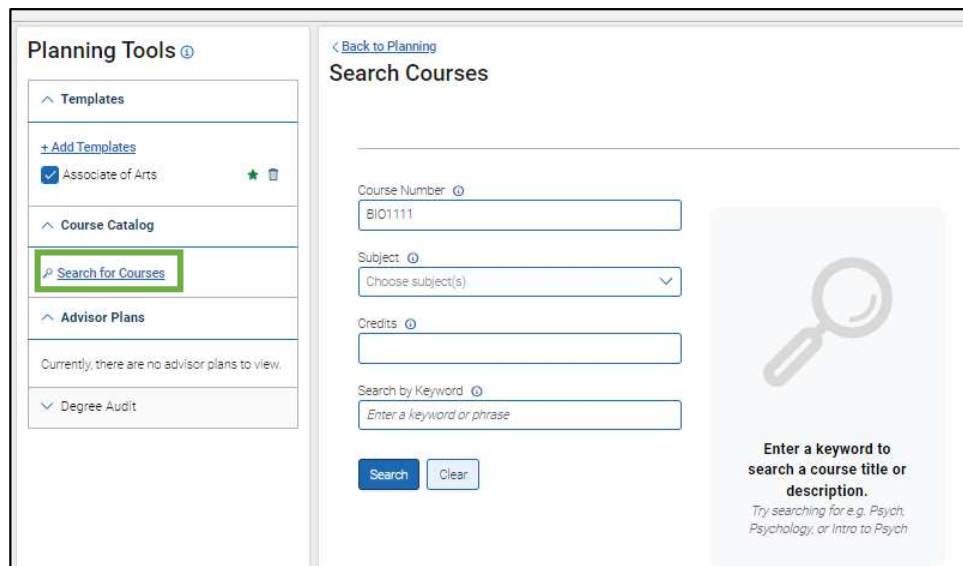 Planning Tools
Templates
+ Add Templates
Associate of Arts
Course Catalog
Search for Courses
Advisor Plans
Currently, there are no advisor plans to view.
Degree Audit
Back to Planning
Search Courses
Course Number
BIO1111
Subject
Choose subject(s)
Credits
Search by Keyword
Enter a keyword or phrase
Search
Clear
Enter a keyword to
search a course title or
description.
Try searching for e.g. Psych,
Psychology, or Intro to Psych